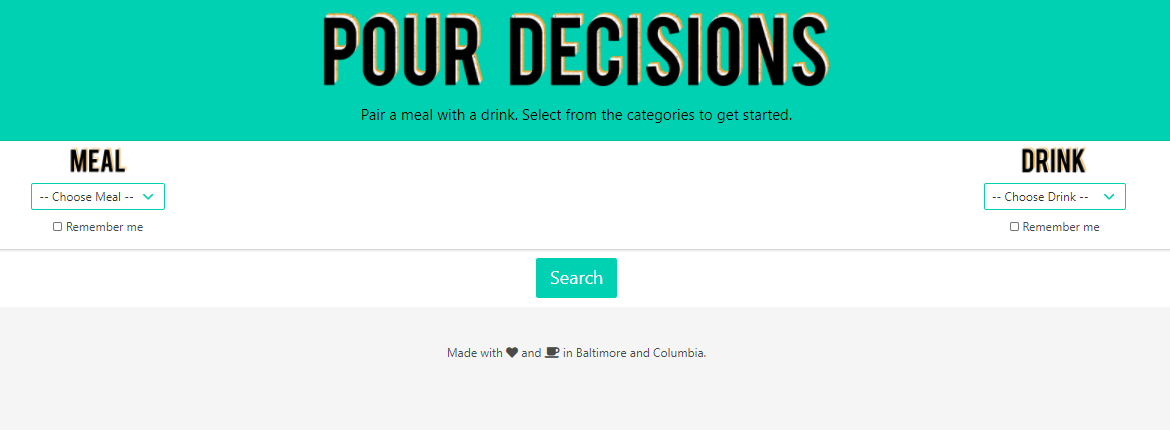 POUR DECISIONS
Pair a meal with a drink. Select from the categories to get started.
MEAL
-- Choose Meal --
Remember me
DRINK
-- Choose Drink --
Remember me
Search
Made with and in Baltimore and Columbia.